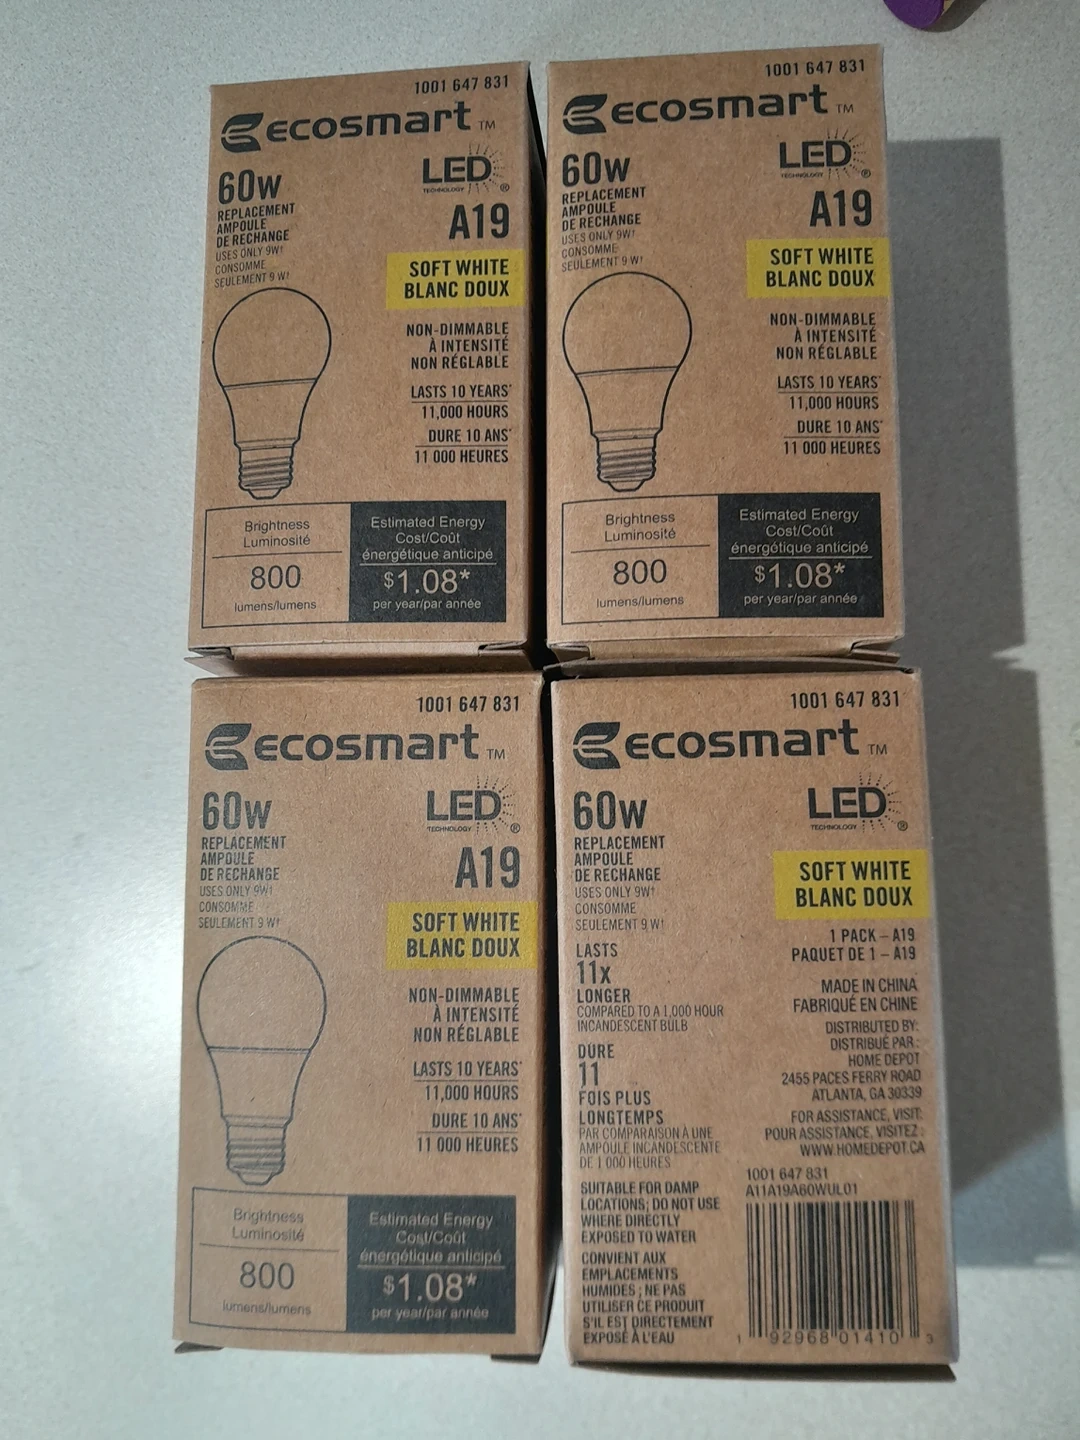 1001 647 831
ecosmart TM
60W
REPLACEMENT
AMPOULE
DE RECHANGE
USES ONLY 9W†
CONSOMME
SEULEMENT 9 W†
LED
TECHNOLOGY ®
A19
SOFT WHITE
BLANC DOUX
NON-DIMMABLE
À INTENSITÉ
NON RÉGLABLE
LASTS 10 YEARS*
11,000 HOURS
DURE 10 ANS*
11 000 HEURES
Brightness
Luminosité
800
lumens/lumens
Estimated Energy
Cost/Coût
énergétique anticipé
$1.08*
per year/par année
1001 647 831
ecosmart TM
60W
REPLACEMENT
AMPOULE
DE RECHANGE
USES ONLY 9W†
CONSOMME
SEULEMENT 9 W†
LED
TECHNOLOGY ®
A19
SOFT WHITE
BLANC DOUX
NON-DIMMABLE
À INTENSITÉ
NON RÉGLABLE
LASTS 10 YEARS*
11,000 HOURS
DURE 10 ANS*
11 000 HEURES
Brightness
Luminosité
800
lumens/lumens
Estimated Energy
Cost/Coût
énergétique anticipé
$1.08*
per year/par année
1001 647 831
ecosmart TM
60W
REPLACEMENT
AMPOULE
DE RECHANGE
USES ONLY 9W†
CONSOMME
SEULEMENT 9 W†
LED
TECHNOLOGY ®
A19
SOFT WHITE
BLANC DOUX
NON-DIMMABLE
À INTENSITÉ
NON RÉGLABLE
LASTS 10 YEARS*
11,000 HOURS
DURE 10 ANS*
11 000 HEURES
Brightness
Luminosité
800
lumens/lumens
Estimated Energy
Cost/Coût
énergétique anticipé
$1.08*
per year/par année
1001 647 831
ecosmart TM
60W
REPLACEMENT
AMPOULE
DE RECHANGE
USES ONLY 9W†
CONSOMME
SEULEMENT 9 W†
LASTS
11x
LONGER
COMPARED TO A 1,000 HOUR
INCANDESCENT BULB
DURE
11
FOIS PLUS
LONGTEMPS
PAR COMPARAISON À UNE
AMPOULE INCANDESCENTE
DE 1 000 HEURES
SUITABLE FOR DAMP
LOCATIONS; DO NOT USE
WHERE DIRECTLY
EXPOSED TO WATER
CONVIENT AUX
EMPLACEMENTS
HUMIDES ; NE PAS
UTILISER CE PRODUIT
S'IL EST DIRECTEMENT
EXPOSÉ À L'EAU
LED
TECHNOLOGY ®
SOFT WHITE
BLANC DOUX
1 PACK – A19
PAQUET DE 1 – A19
MADE IN CHINA
FABRIQUÉ EN CHINE
DISTRIBUTED BY:
DISTRIBUÉ PAR :
HOME DEPOT
2455 PACES FERRY ROAD
ATLANTA, GA 30339
FOR ASSISTANCE, VISIT:
POUR ASSISTANCE, VISITEZ :
WWW.HOMEDEPOT.CA
1001 647 831
A11A19A60WUL01
1 92968 01410 3